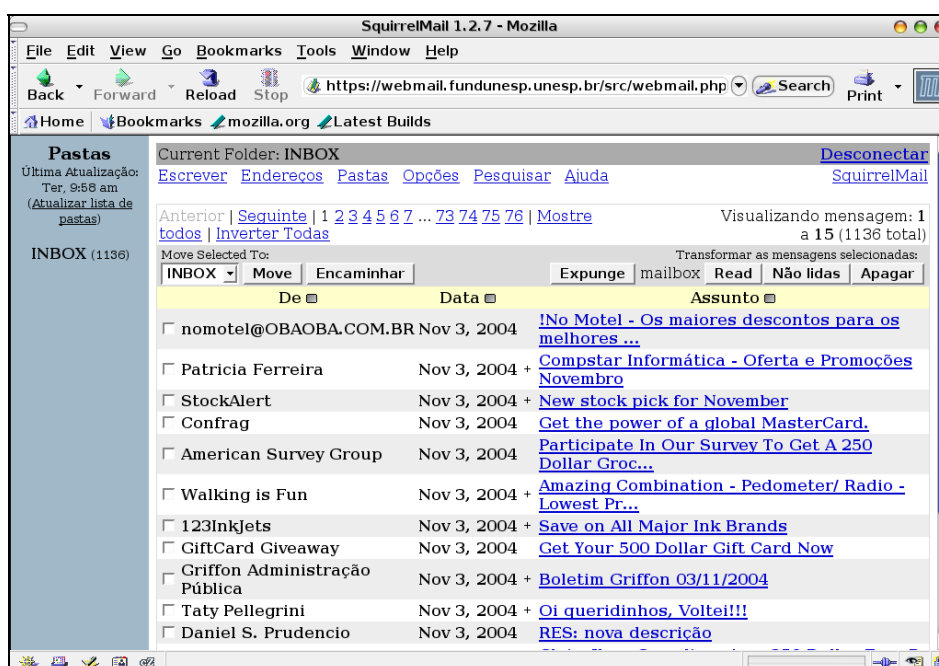 SquirrelMail 1.2.7 - Mozilla
File Edit View Go Bookmarks Tools Window Help
Back Forward Reload Stop https://webmail.fundunesp.unesp.br/src/webmail.php Search Print
Home Bookmarks mozilla.org Latest Builds
Pastas
Última Atualização:
Ter, 9:58 am
(Atualizar lista de
pastas)
INBOX (1136)
Current Folder: INBOX Desconectar
Escrever Endereços Pastas Opções Pesquisar Ajuda SquirrelMail
Anterior | Seguinte | 1 2 3 4 5 6 7 ... 73 74 75 76 | Mostre
todos | Inverter Todas
Visualizando mensagem: 1
a 15 (1136 total)
Move Selected To: Transformar as mensagens selecionadas:
INBOX Move Encaminhar Expunge mailbox Read Não lidas Apagar
De Data Assunto
nomotel@OBAOBA.COM.BR Nov 3, 2004 !No Motel - Os maiores descontos para os
melhores ...
Patricia Ferreira Nov 3, 2004 + Compstar Informática - Oferta e Promoções
Novembro
StockAlert Nov 3, 2004 + New stock pick for November
Confrag Nov 3, 2004 Get the power of a global MasterCard.
American Survey Group Nov 3, 2004 Participate In Our Survey To Get A 250
Dollar Groc...
Walking is Fun Nov 3, 2004 + Amazing Combination - Pedometer/ Radio -
Lowest Pr...
123InkJets Nov 3, 2004 + Save on All Major Ink Brands
GiftCard Giveaway Nov 3, 2004 Get Your 500 Dollar Gift Card Now
Griffon Administração
Pública Nov 3, 2004 + Boletim Griffon 03/11/2004
Taty Pellegrini Nov 3, 2004 + Oi queridinhos, Voltei!!!
Daniel S. Prudencio Nov 3, 2004 RES: nova descrição